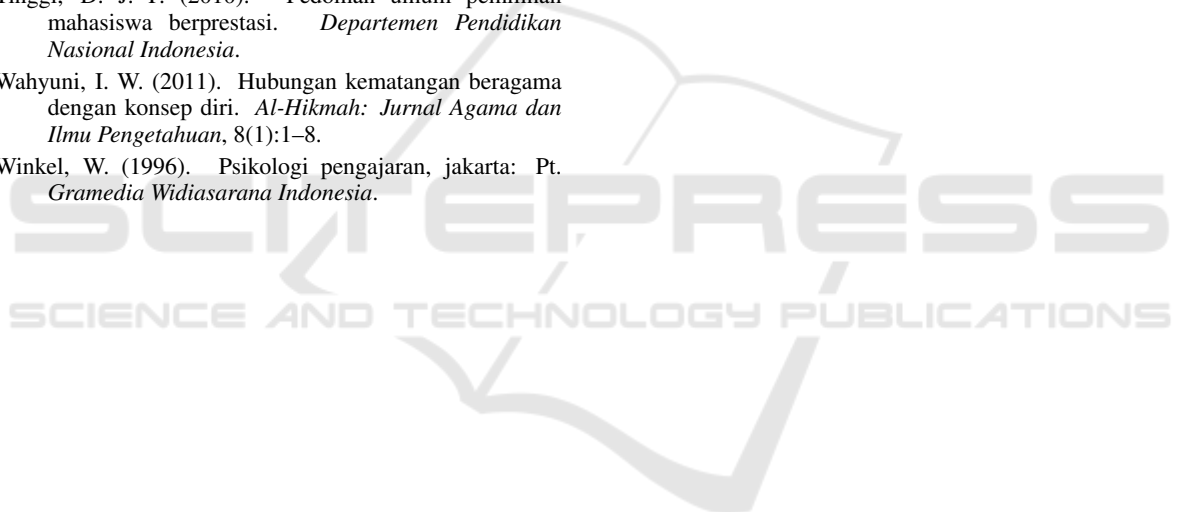 mahasiswa berprestasi. Departemen Pendidikan
Nasional Indonesia.
Wahyuni, I. W. (2011). Hubungan kematangan beragama
dengan konsep diri. Al-Hikmah: Jurnal Agama dan
Ilmu Pengetahuan, 8(1):1–8.
Winkel, W. (1996). Psikologi pengajaran, jakarta: Pt.
Gramedia Widiasarana Indonesia.
SCITEPRESS
SCIENCE AND TECHNOLOGY PUBLICATIONS